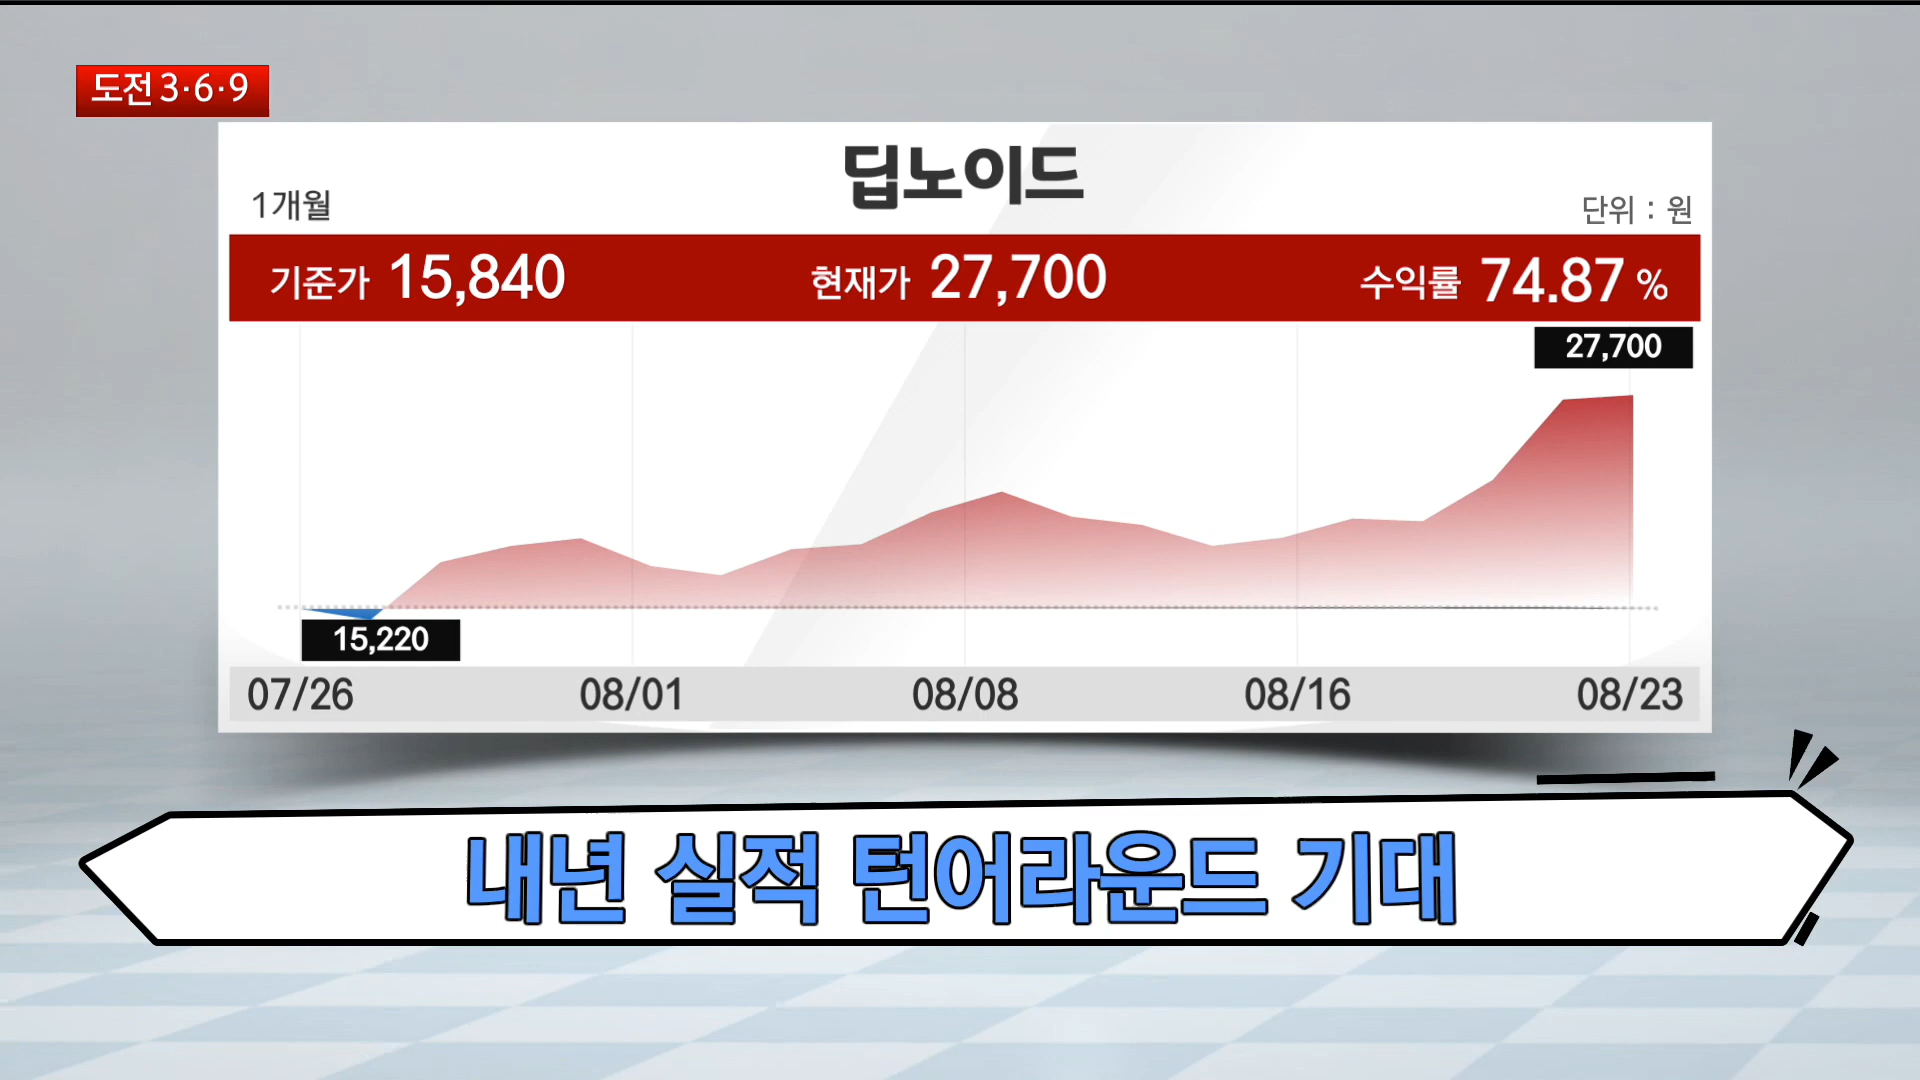 도전 3·6·9
딥노이드
1개월
단위 : 원
기준가 15,840 현재가 27,700 수익률 74.87 %
27,700
15,220
07/26 08/01 08/08 08/16 08/23
내년 실적 턴어라운드 기대